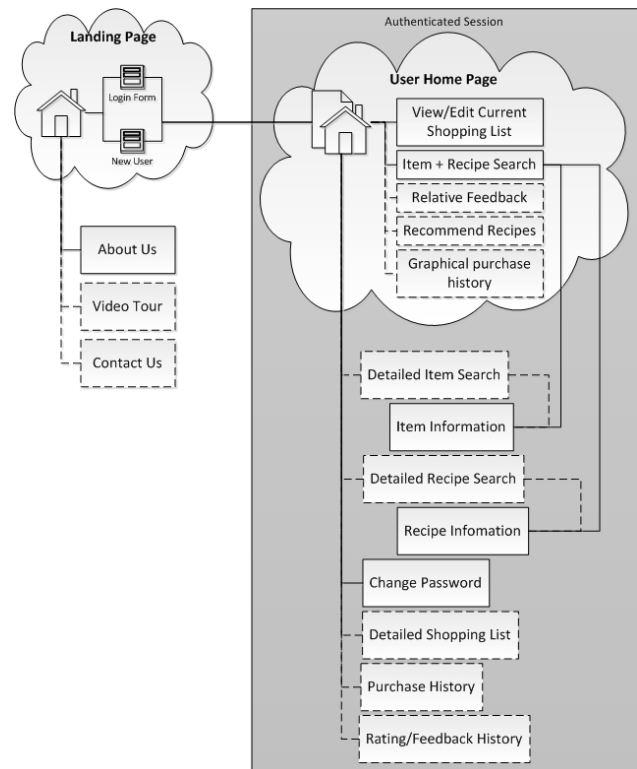 Authenticated Session
Landing Page
Login Form
New User
About Us
Video Tour
Contact Us
User Home Page
View/Edit Current
Shopping List
Item + Recipe Search
Relative Feedback
Recommend Recipes
Graphical purchase
history
Detailed Item Search
Item Information
Detailed Recipe Search
Recipe Infomation
Change Password
Detailed Shopping List
Purchase History
Rating/Feedback History